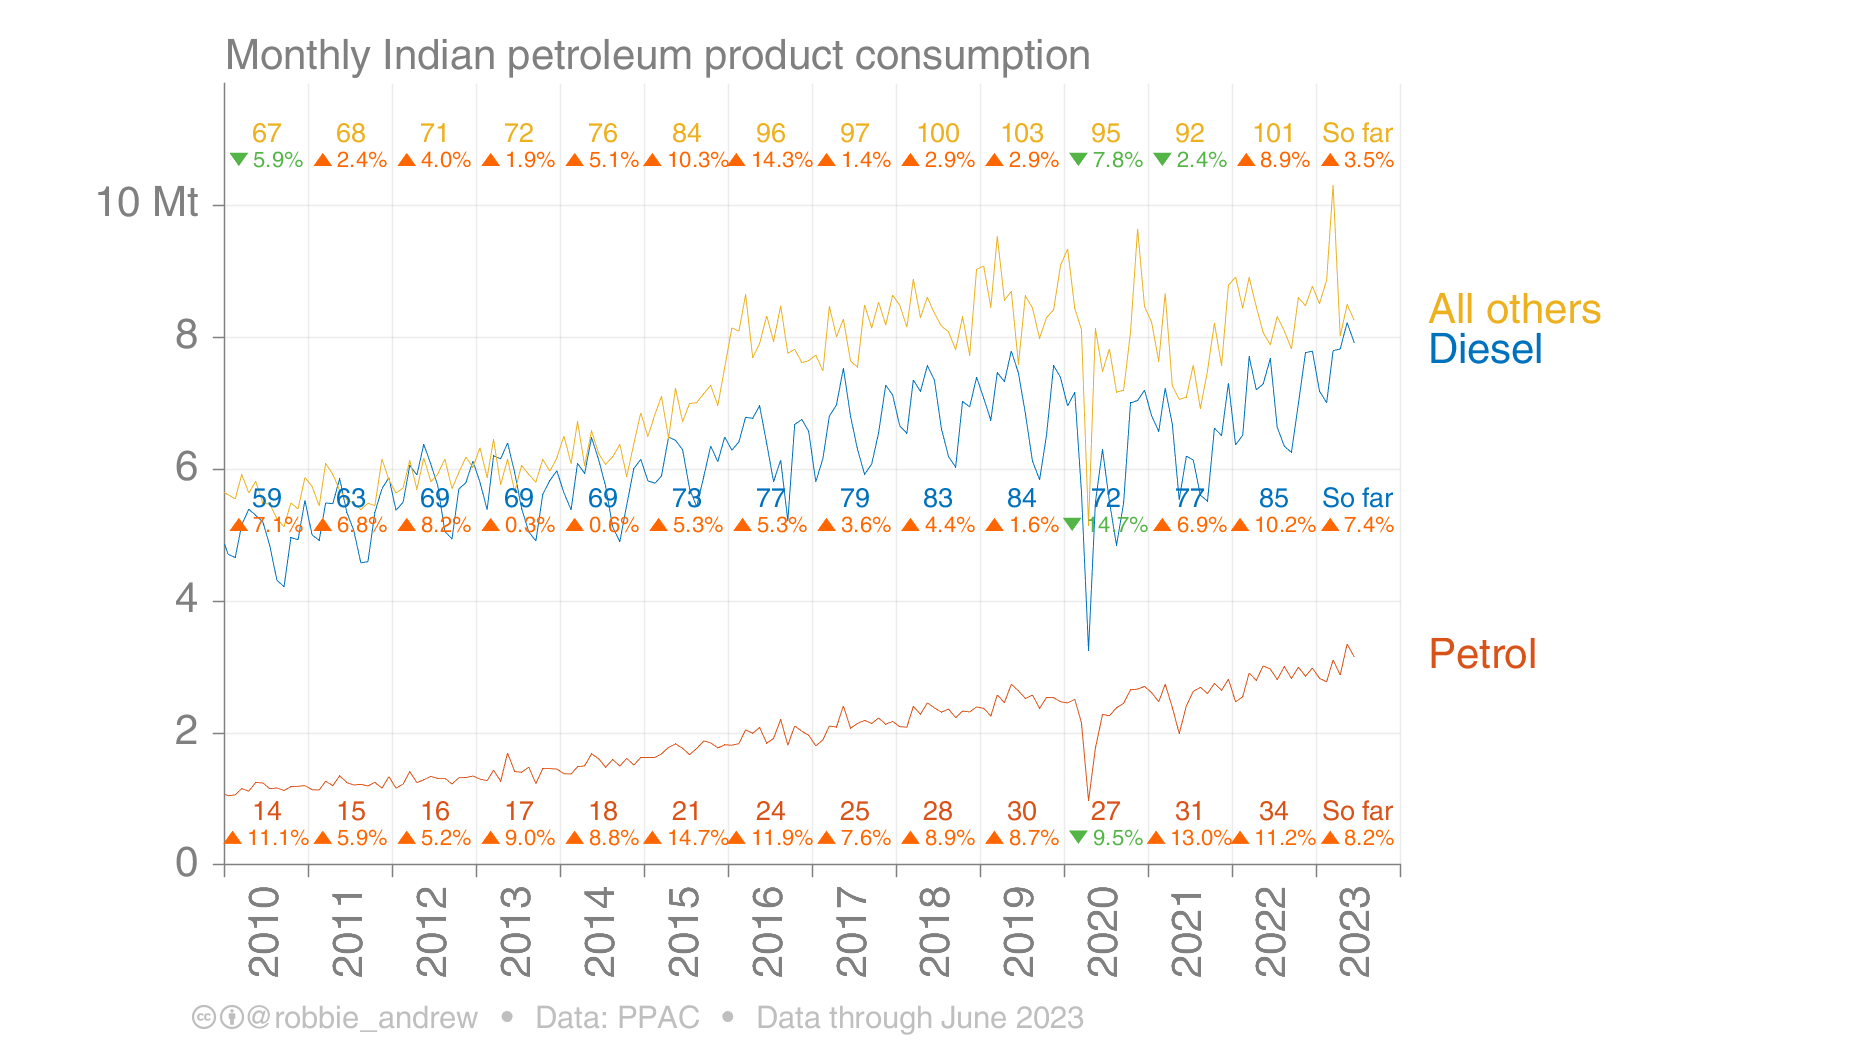 Monthly Indian petroleum product consumption
67 68 71 72 76 84 96 97 100 103 95 92 101 So far
▼ 5.9% ▲ 2.4% ▲ 4.0% ▲ 1.9% ▲ 5.1% ▲ 10.3% ▲ 14.3% ▲ 1.4% ▲ 2.9% ▲ 2.9% ▼ 7.8% ▼ 2.4% ▲ 8.9% ▲ 3.5%
10 Mt
All others
8
Diesel
6
59 63 69 69 69 73 77 79 83 84 72 77 85 So far
▲ 7.1% ▲ 6.8% ▲ 8.2% ▲ 0.3% ▲ 0.6% ▲ 5.3% ▲ 5.3% ▲ 3.6% ▲ 4.4% ▲ 1.6% ▼ 14.7% ▲ 6.9% ▲ 10.2% ▲ 7.4%
4
Petrol
2
14 15 16 17 18 21 24 25 28 30 27 31 34 So far
▲ 11.1% ▲ 5.9% ▲ 5.2% ▲ 9.0% ▲ 8.8% ▲ 14.7% ▲ 11.9% ▲ 7.6% ▲ 8.9% ▲ 8.7% ▼ 9.5% ▲ 13.0% ▲ 11.2% ▲ 8.2%
0
2010 2011 2012 2013 2014 2015 2016 2017 2018 2019 2020 2021 2022 2023
@robbie_andrew • Data: PPAC • Data through June 2023